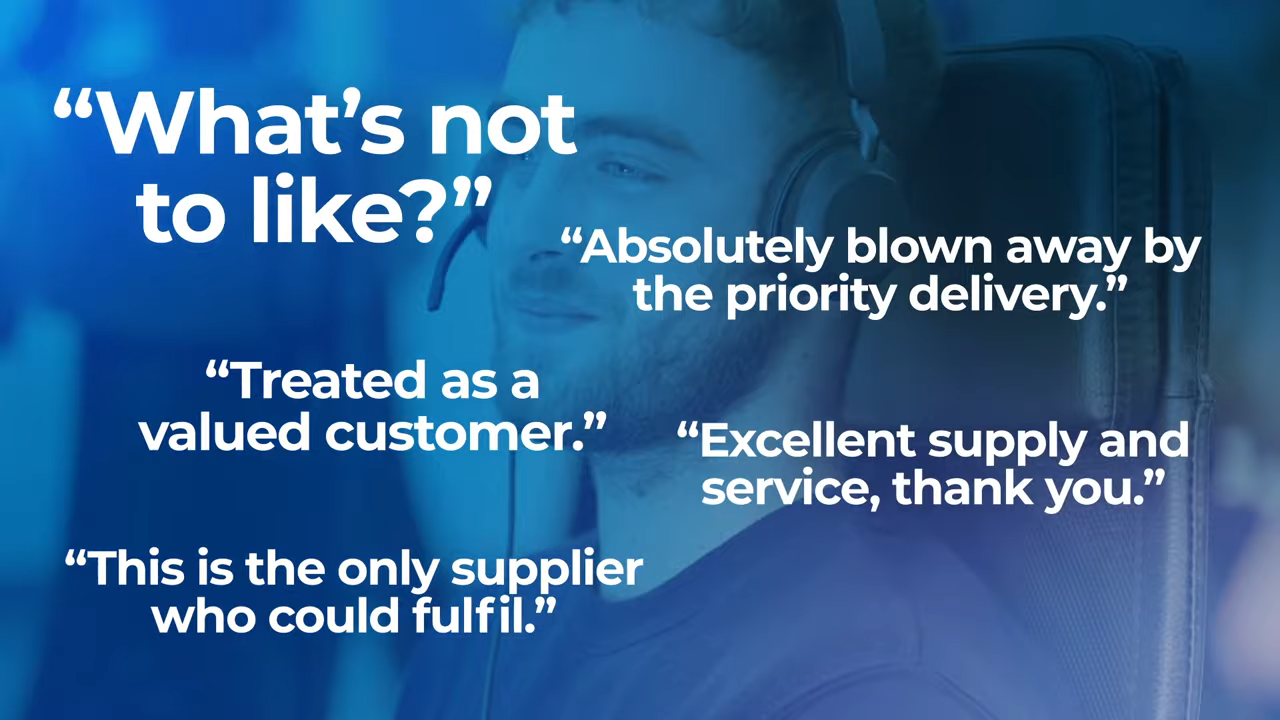 “What’s not
to like?”
“Absolutely blown away by
the priority delivery.”
“Treated as a
valued customer.”
“Excellent supply and
service, thank you.”
“This is the only supplier
who could fulfil.”